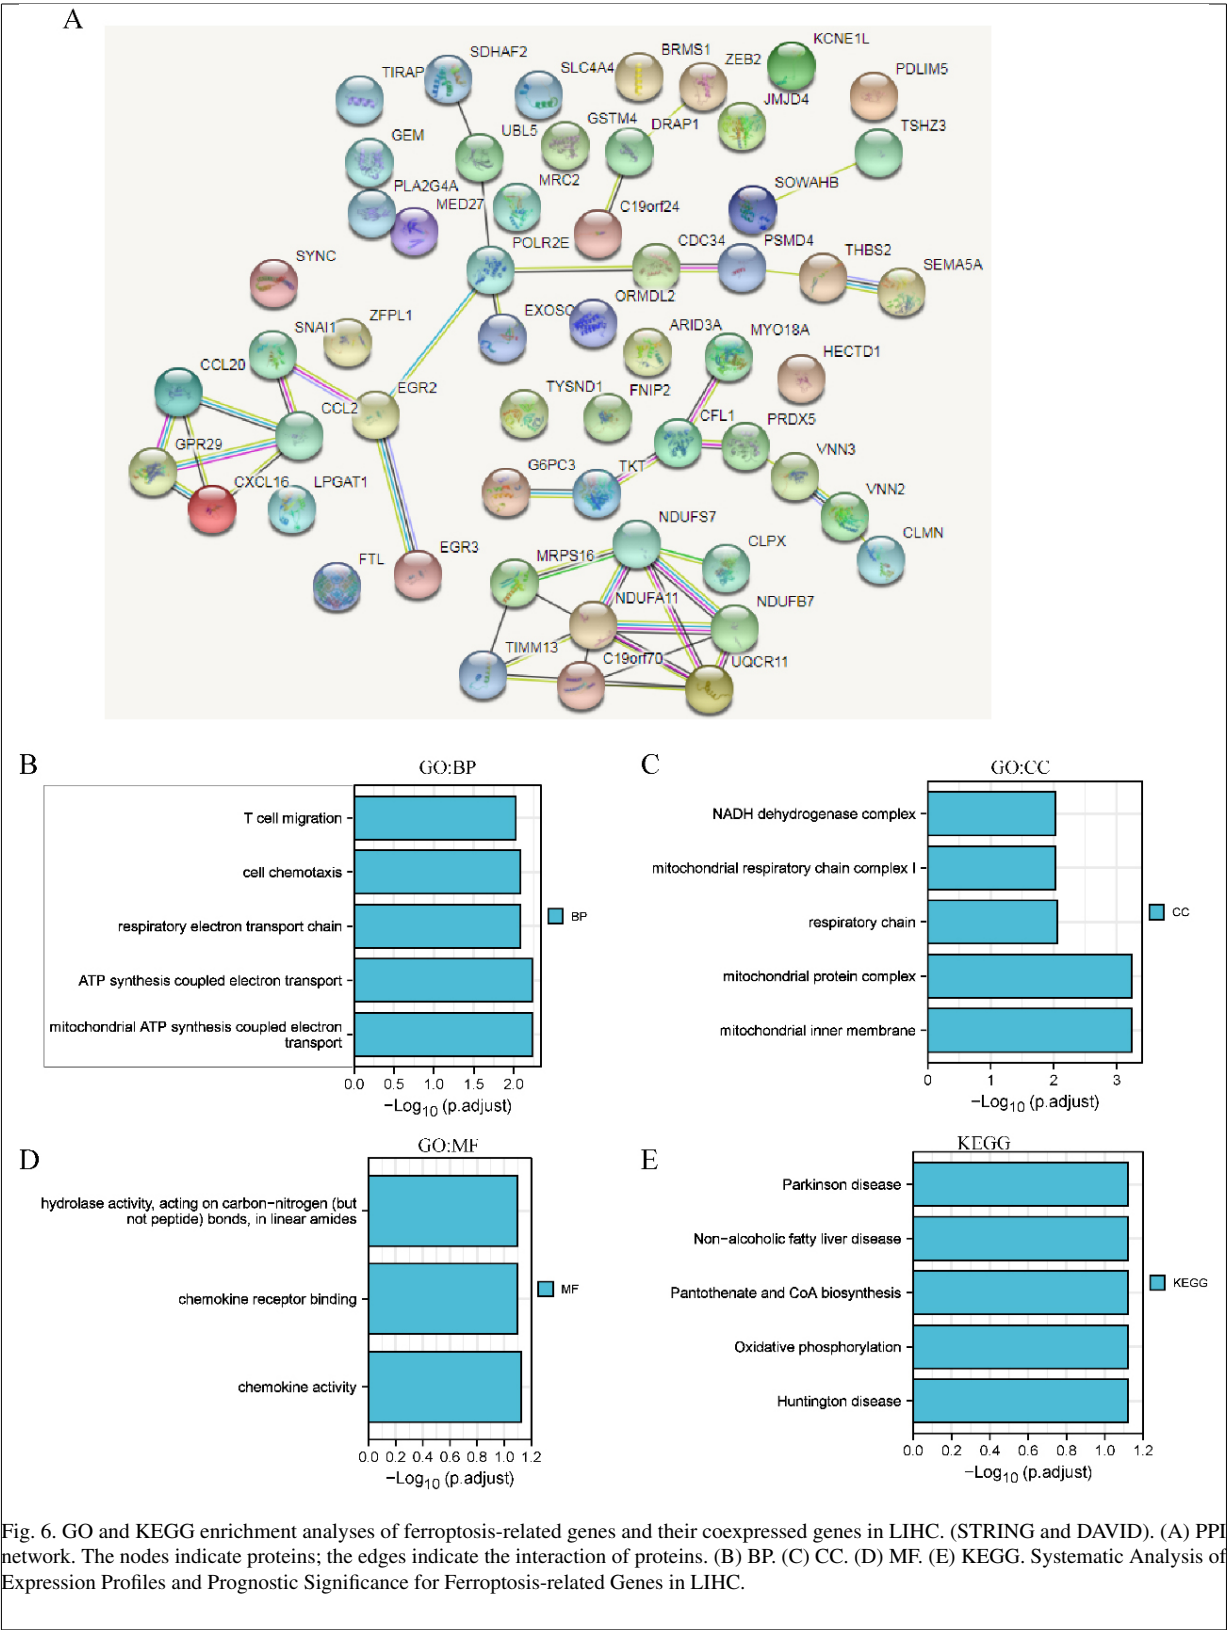 A
SDHAF2
TIRAP
SLC4A4
BRMS1
ZEB2
KCNE1L
PDLIM5
JMJD4
GEM
UBL5
GSTM4
DRAP1
TSHZ3
PLA2G4A
MRC2
SOWAHB
MED27
C19orf24
POLR2E
CDC34
PSMD4
THBS2
SEMA5A
SYNC
ORMDL2
EXOSC
SNAI1
ZFPL1
ARID3A
MYO18A
HECTD1
CCL20
EGR2
TYSND1
FNIP2
CCL2
CFL1
PRDX5
GPR29
VNN3
G6PC3
TKT
CXCL16
LPGAT1
VNN2
NDUFS7
CLMN
CLPX
FTL
EGR3
MRPS16
NDUFA11
NDUFB7
TIMM13
C19orf70
UQCR11
B
GO:BP
T cell migration
cell chemotaxis
respiratory electron transport chain
ATP synthesis coupled electron transport
mitochondrial ATP synthesis coupled electron
transport
0.0 0.5 1.0 1.5 2.0
−Log10 (p.adjust)
BP
C
GO:CC
NADH dehydrogenase complex
mitochondrial respiratory chain complex I
respiratory chain
mitochondrial protein complex
mitochondrial inner membrane
0 1 2 3
−Log10 (p.adjust)
CC
D
GO:MF
hydrolase activity, acting on carbon−nitrogen (but
not peptide) bonds, in linear amides
chemokine receptor binding
chemokine activity
0.0 0.2 0.4 0.6 0.8 1.0 1.2
−Log10 (p.adjust)
MF
E
KEGG
Parkinson disease
Non−alcoholic fatty liver disease
Pantothenate and CoA biosynthesis
Oxidative phosphorylation
Huntington disease
0.0 0.2 0.4 0.6 0.8 1.0 1.2
−Log10 (p.adjust)
KEGG
Fig. 6. GO and KEGG enrichment analyses of ferroptosis-related genes and their coexpressed genes in LIHC. (STRING and DAVID). (A) PPI
network. The nodes indicate proteins; the edges indicate the interaction of proteins. (B) BP. (C) CC. (D) MF. (E) KEGG. Systematic Analysis of
Expression Profiles and Prognostic Significance for Ferroptosis-related Genes in LIHC.